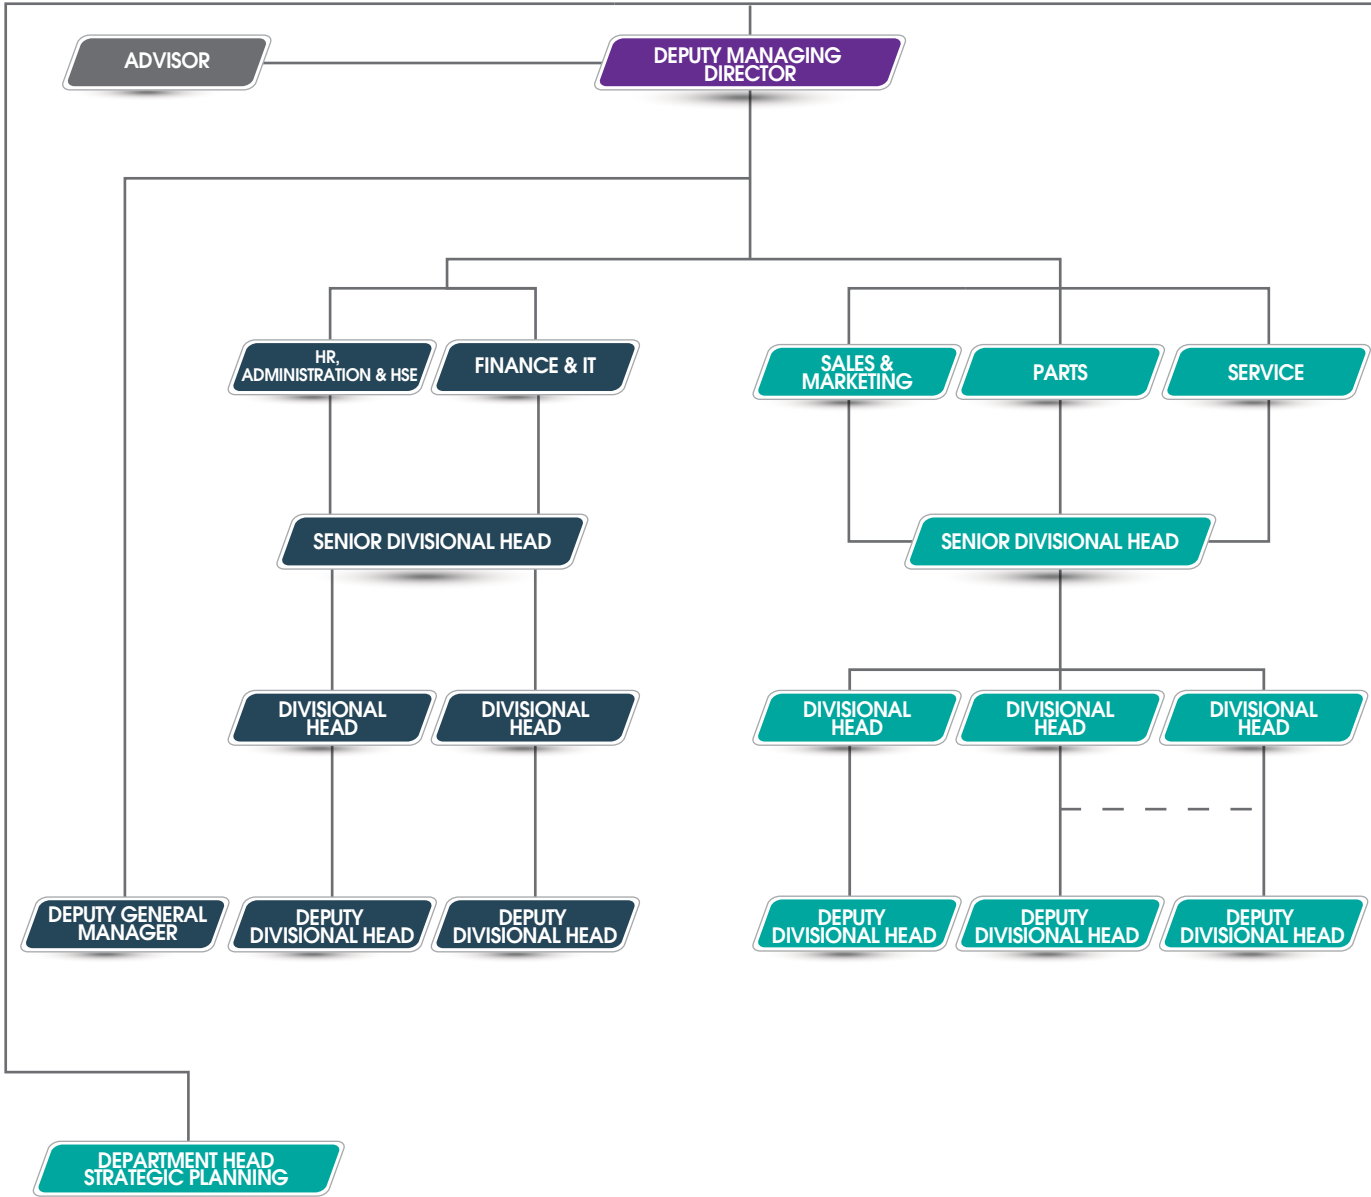 ADVISOR
DEPUTY MANAGING
DIRECTOR
HR,
ADMINISTRATION & HSE
FINANCE & IT
SALES &
MARKETING
PARTS
SERVICE
SENIOR DIVISIONAL HEAD
SENIOR DIVISIONAL HEAD
DIVISIONAL
HEAD
DIVISIONAL
HEAD
DIVISIONAL
HEAD
DIVISIONAL
HEAD
DIVISIONAL
HEAD
DEPUTY GENERAL
MANAGER
DEPUTY
DIVISIONAL HEAD
DEPUTY
DIVISIONAL HEAD
DEPUTY
DIVISIONAL HEAD
DEPUTY
DIVISIONAL HEAD
DEPUTY
DIVISIONAL HEAD
DEPARTMENT HEAD
STRATEGIC PLANNING